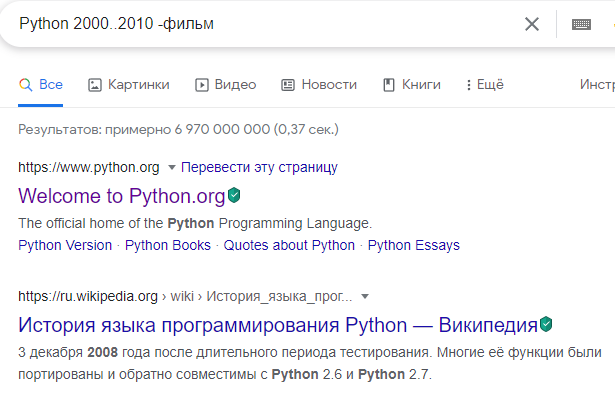 Python 2000..2010 -фильм
Все Картинки Видео Новости Книги Ещё Инстр
Результатов: примерно 6 970 000 000 (0,37 сек.)
https://www.python.org Перевести эту страницу
Welcome to Python.org
The official home of the Python Programming Language.
Python Version · Python Books · Quotes about Python · Python Essays
https://ru.wikipedia.org › wiki › История_языка_прог...
История языка программирования Python — Википедия
3 декабря 2008 года после длительного периода тестирования. Многие её функции были
портированы и обратно совместимы с Python 2.6 и Python 2.7.